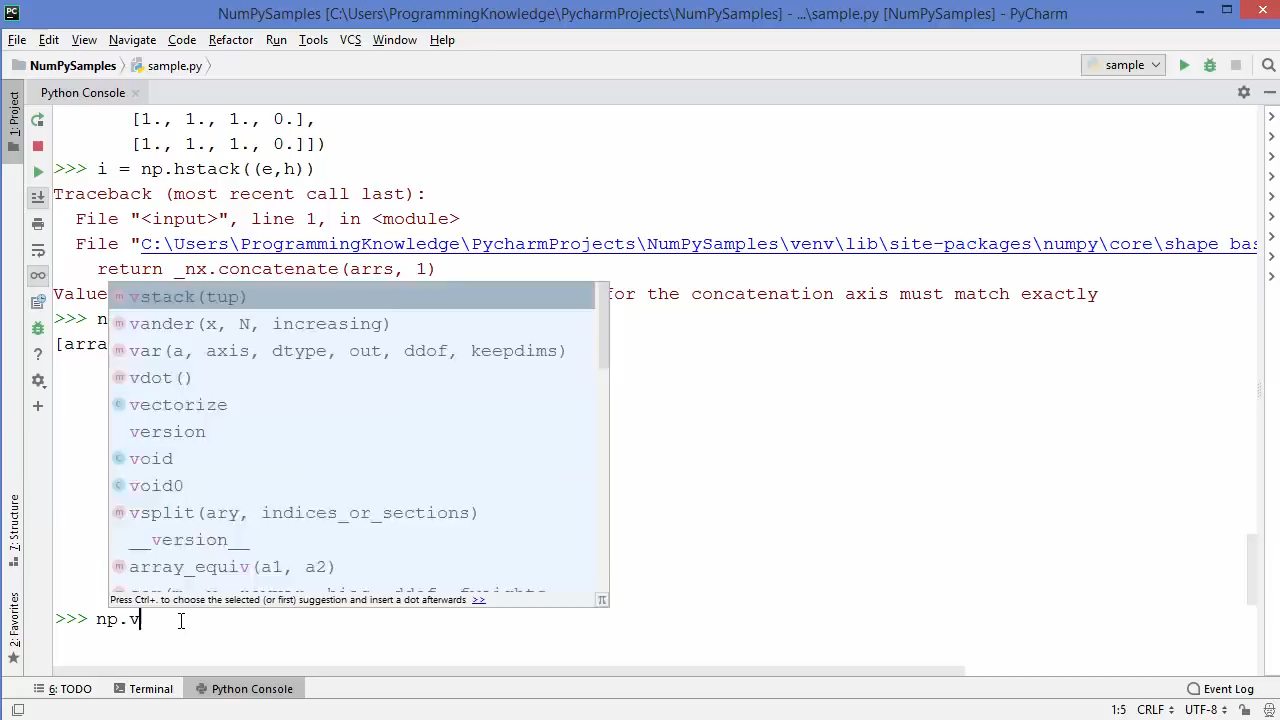 PC
NumPySamples [C:\Users\ProgrammingKnowledge\PycharmProjects\NumPySamples] - ...\sample.py [NumPySamples] - PyCharm
File Edit View Navigate Code Refactor Run Tools VCS Window Help
NumPySamples sample.py sample
1: Project
Python Console
[1., 1., 1., 0.],
[1., 1., 1., 0.]])
>>> i = np.hstack((e,h))
Traceback (most recent call last):
File "<input>", line 1, in <module>
File "C:\Users\ProgrammingKnowledge\PycharmProjects\NumPySamples\venv\lib\site-packages\numpy\core\shape_bas
return _nx.concatenate(arrs, 1)
Value for the concatenation axis must match exactly
>>> n
[arra
vstack(tup)
vander(x, N, increasing)
var(a, axis, dtype, out, ddof, keepdims)
vdot()
vectorize
version
void
void0
vsplit(ary, indices_or_sections)
__version__
array_equiv(a1, a2)
Press Ctrl+. to choose the selected (or first) suggestion and insert a dot afterwards >>
π
>>> np.v
7: Structure
2: Favorites
6: TODO Terminal Python Console Event Log
1:5 CRLF UTF-8